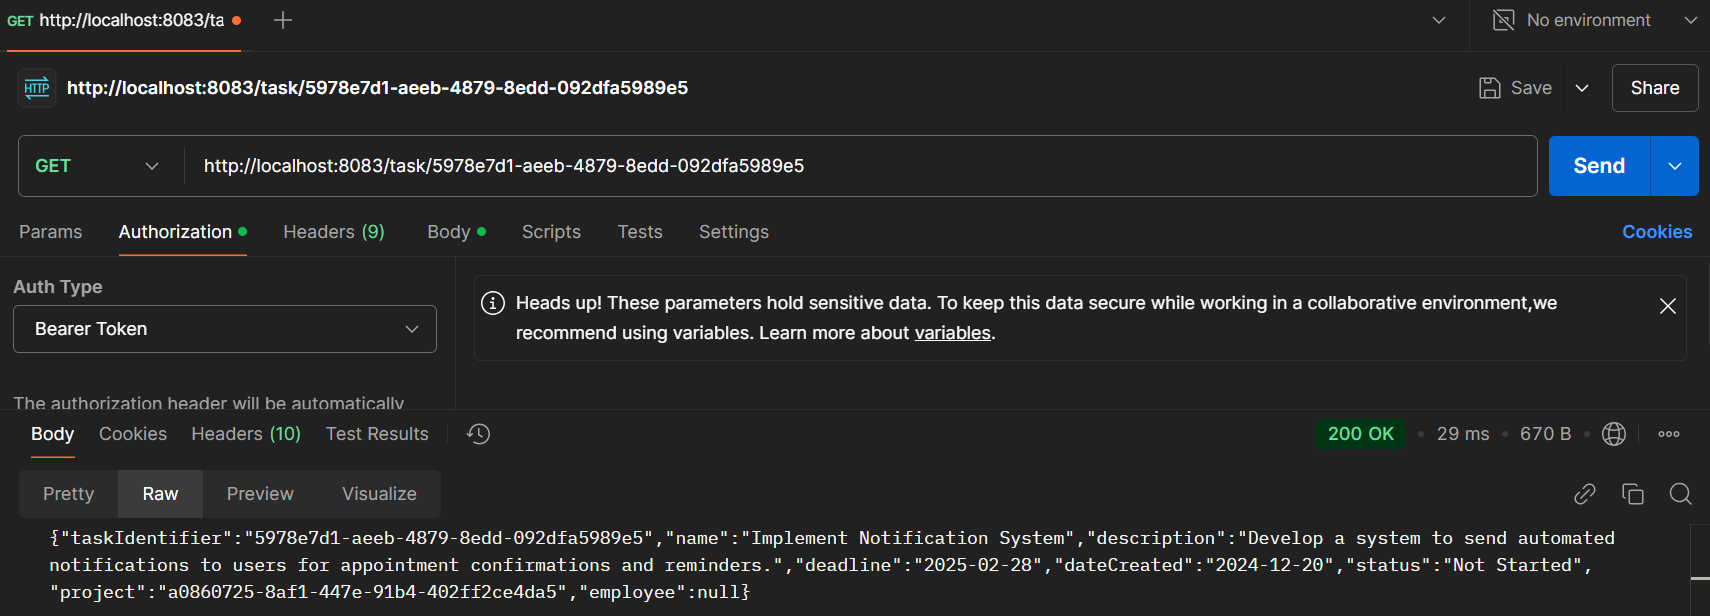 GET http://localhost:8083/ta
No environment
HTTP http://localhost:8083/task/5978e7d1-aeeb-4879-8edd-092dfa5989e5
Save
Share
GET
http://localhost:8083/task/5978e7d1-aeeb-4879-8edd-092dfa5989e5
Send
Params Authorization Headers (9) Body Scripts Tests Settings Cookies
Auth Type
Bearer Token
Heads up! These parameters hold sensitive data. To keep this data secure while working in a collaborative environment,we
recommend using variables. Learn more about variables.
The authorization header will be automatically
Body Cookies Headers (10) Test Results 200 OK 29 ms 670 B
Pretty Raw Preview Visualize
{"taskIdentifier":"5978e7d1-aeeb-4879-8edd-092dfa5989e5","name":"Implement Notification System","description":"Develop a system to send automated
notifications to users for appointment confirmations and reminders.","deadline":"2025-02-28","dateCreated":"2024-12-20","status":"Not Started",
"project":"a0860725-8af1-447e-91b4-402ff2ce4da5","employee":null}